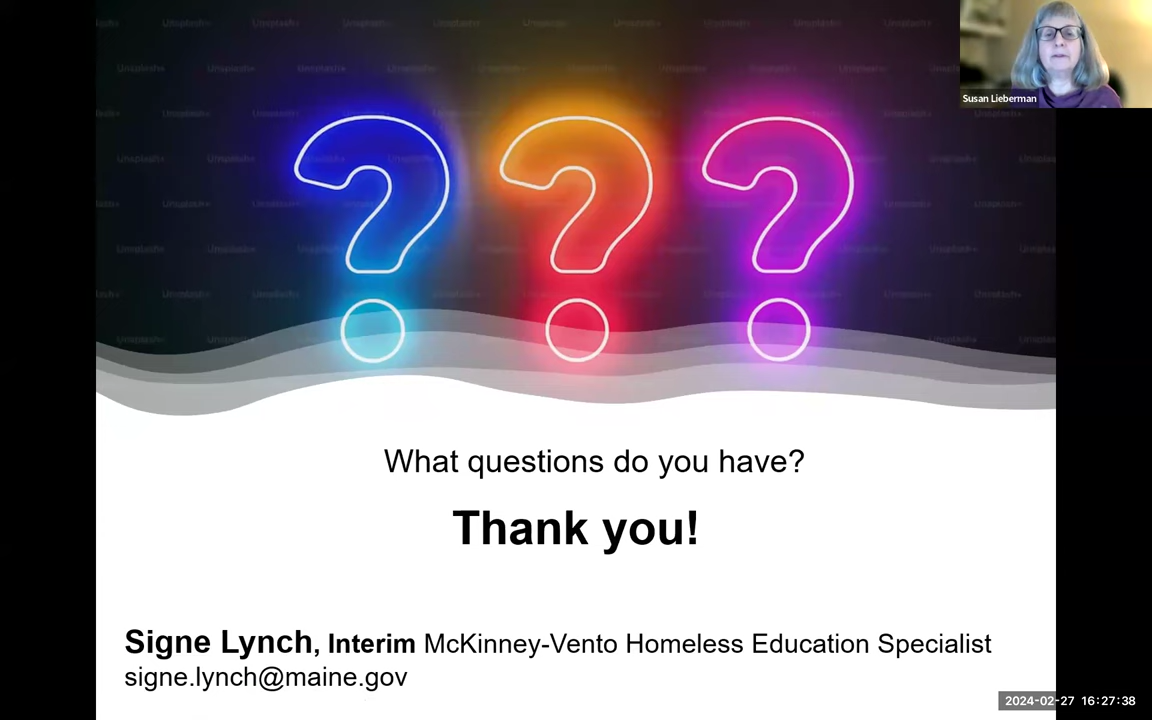 Susan Lieberman
What questions do you have?
Thank you!
Signe Lynch, Interim McKinney-Vento Homeless Education Specialist
signe.lynch@maine.gov
2024-02-27 16:27:38